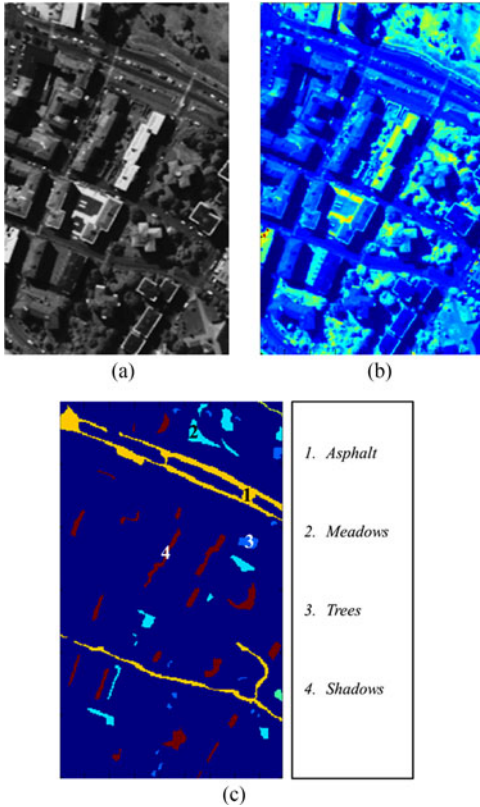 (a)
(b)
2
1
3
4
1. Asphalt
2. Meadows
3. Trees
4. Shadows
(c)